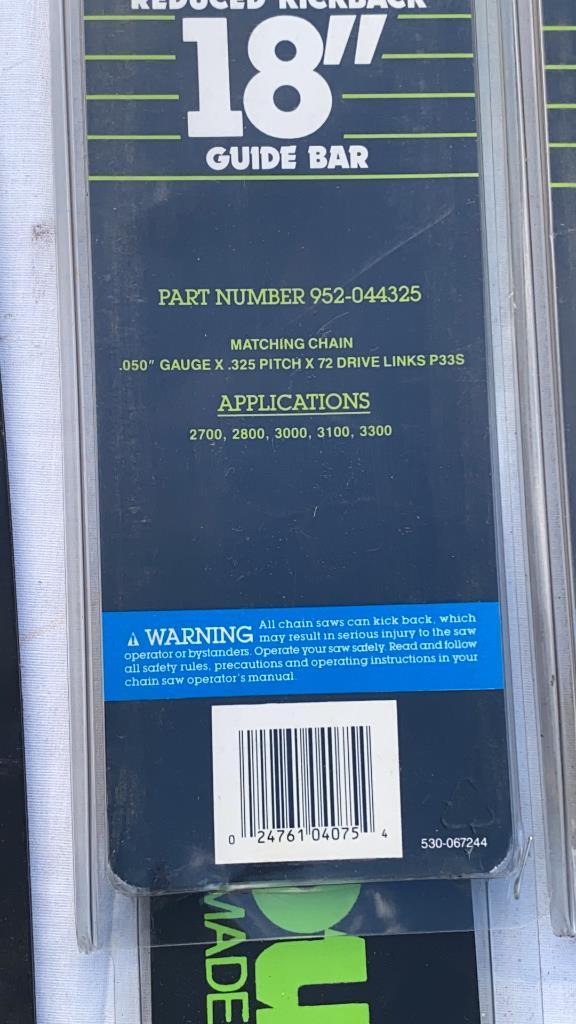 REDUCED KICKBACK
18"
GUIDE BAR
PART NUMBER 952-044325
MATCHING CHAIN
.050" GAUGE X .325 PITCH X 72 DRIVE LINKS P33S
APPLICATIONS
2700, 2800, 3000, 3100, 3300
⚠ WARNING All chain saws can kick back, which
may result in serious injury to the saw
operator or bystanders. Operate your saw safely. Read and follow
all safety rules, precautions and operating instructions in your
chain saw operator's manual.
0 24761 04075 4
530-067244
MADE